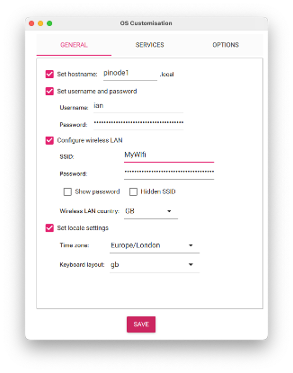 OS Customisation
GENERAL SERVICES OPTIONS
Set hostname: pinode1 .local
Set username and password
Username: ian
Password: ••••••••••••••••••••••••••••••••••••
Configure wireless LAN
SSID: MyWifi
Password: ••••••••••••••••••••••••••••••••••••
Show password Hidden SSID
Wireless LAN country: GB
Set locale settings
Time zone: Europe/London
Keyboard layout: gb
SAVE